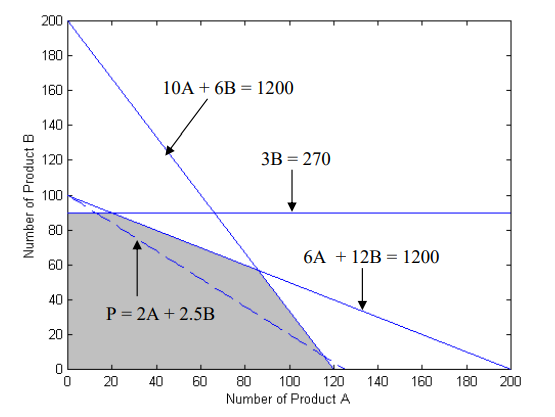 200
180
160
140
120
100
80
60
40
20
0
Number of Product B
10A + 6B = 1200
3B = 270
6A + 12B = 1200
P = 2A + 2.5B
0 20 40 60 80 100 120 140 160 180 200
Number of Product A